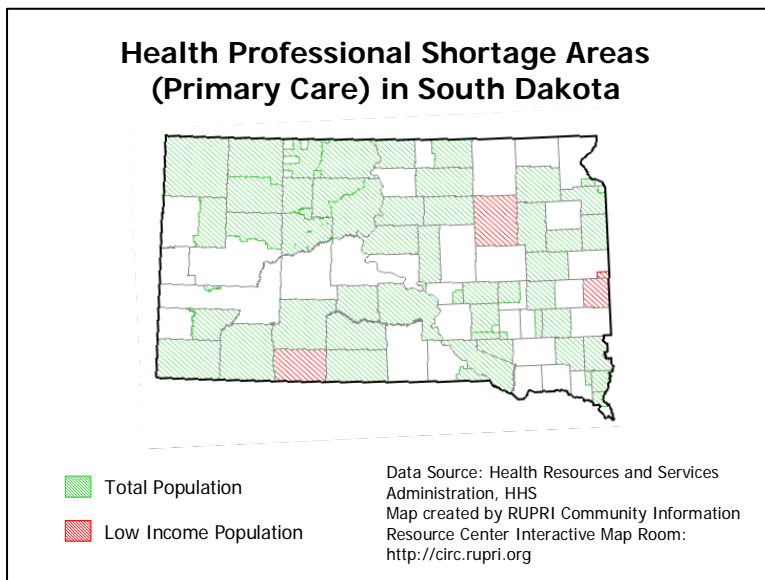 Health Professional Shortage Areas
(Primary Care) in South Dakota
Total Population
Low Income Population
Data Source: Health Resources and Services
Administration, HHS
Map created by RUPRI Community Information
Resource Center Interactive Map Room:
http://circ.rupri.org